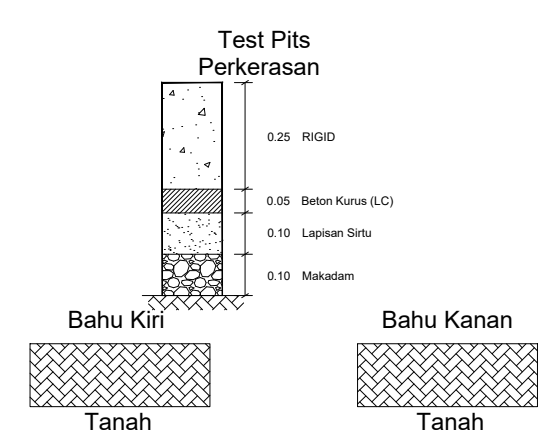 Test Pits
Perkerasan
0.25 RIGID
0.05 Beton Kurus (LC)
0.10 Lapisan Sirtu
0.10 Makadam
Bahu Kiri
Bahu Kanan
Tanah
Tanah